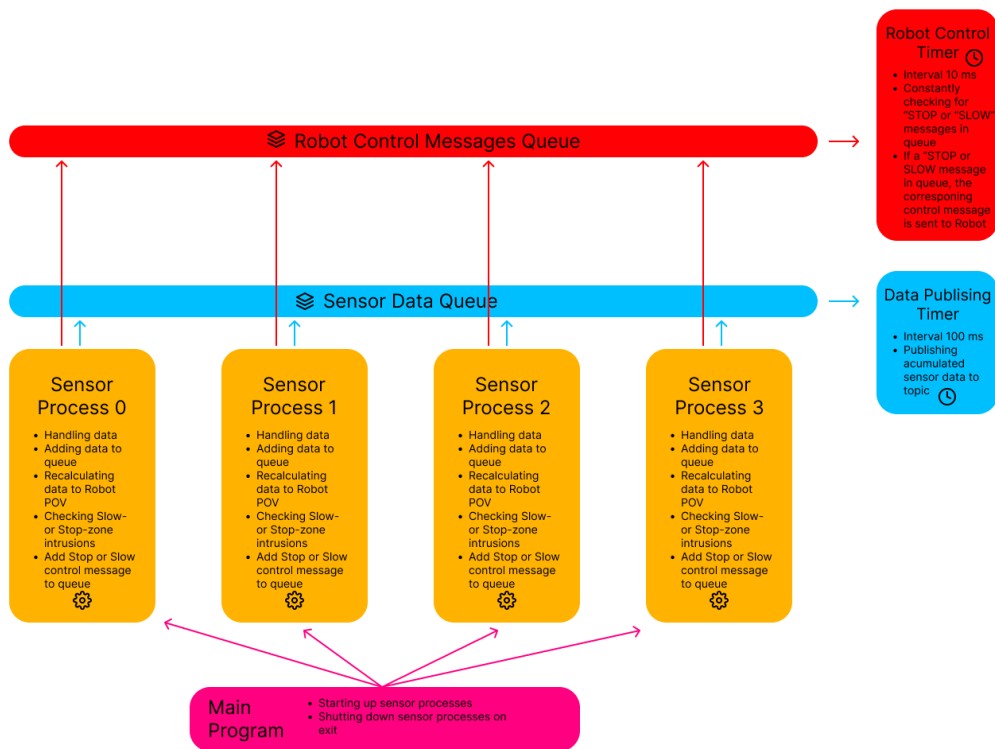 Robot Control
Timer
• Interval 10 ms
• Constantly
checking for
"STOP or "SLOW"
messages in
queue
• If a "STOP or
SLOW message
in queue, the
corresponing
control message
is sent to Robot
Robot Control Messages Queue
Sensor Data Queue
Data Publising
Timer
• Interval 100 ms
• Publishing
acumulated
sensor data to
topic
Sensor
Process 0
• Handling data
• Adding data to
queue
• Recalculating
data to Robot
POV
• Checking Slow-
or Stop-zone
intrusions
• Add Stop or Slow
control message
to queue
Sensor
Process 1
• Handling data
• Adding data to
queue
• Recalculating
data to Robot
POV
• Checking Slow-
or Stop-zone
intrusions
• Add Stop or Slow
control message
to queue
Sensor
Process 2
• Handling data
• Adding data to
queue
• Recalculating
data to Robot
POV
• Checking Slow-
or Stop-zone
intrusions
• Add Stop or Slow
control message
to queue
Sensor
Process 3
• Handling data
• Adding data to
queue
• Recalculating
data to Robot
POV
• Checking Slow-
or Stop-zone
intrusions
• Add Stop or Slow
control message
to queue
Main
Program
• Starting up sensor processes
• Shutting down sensor processes on
exit